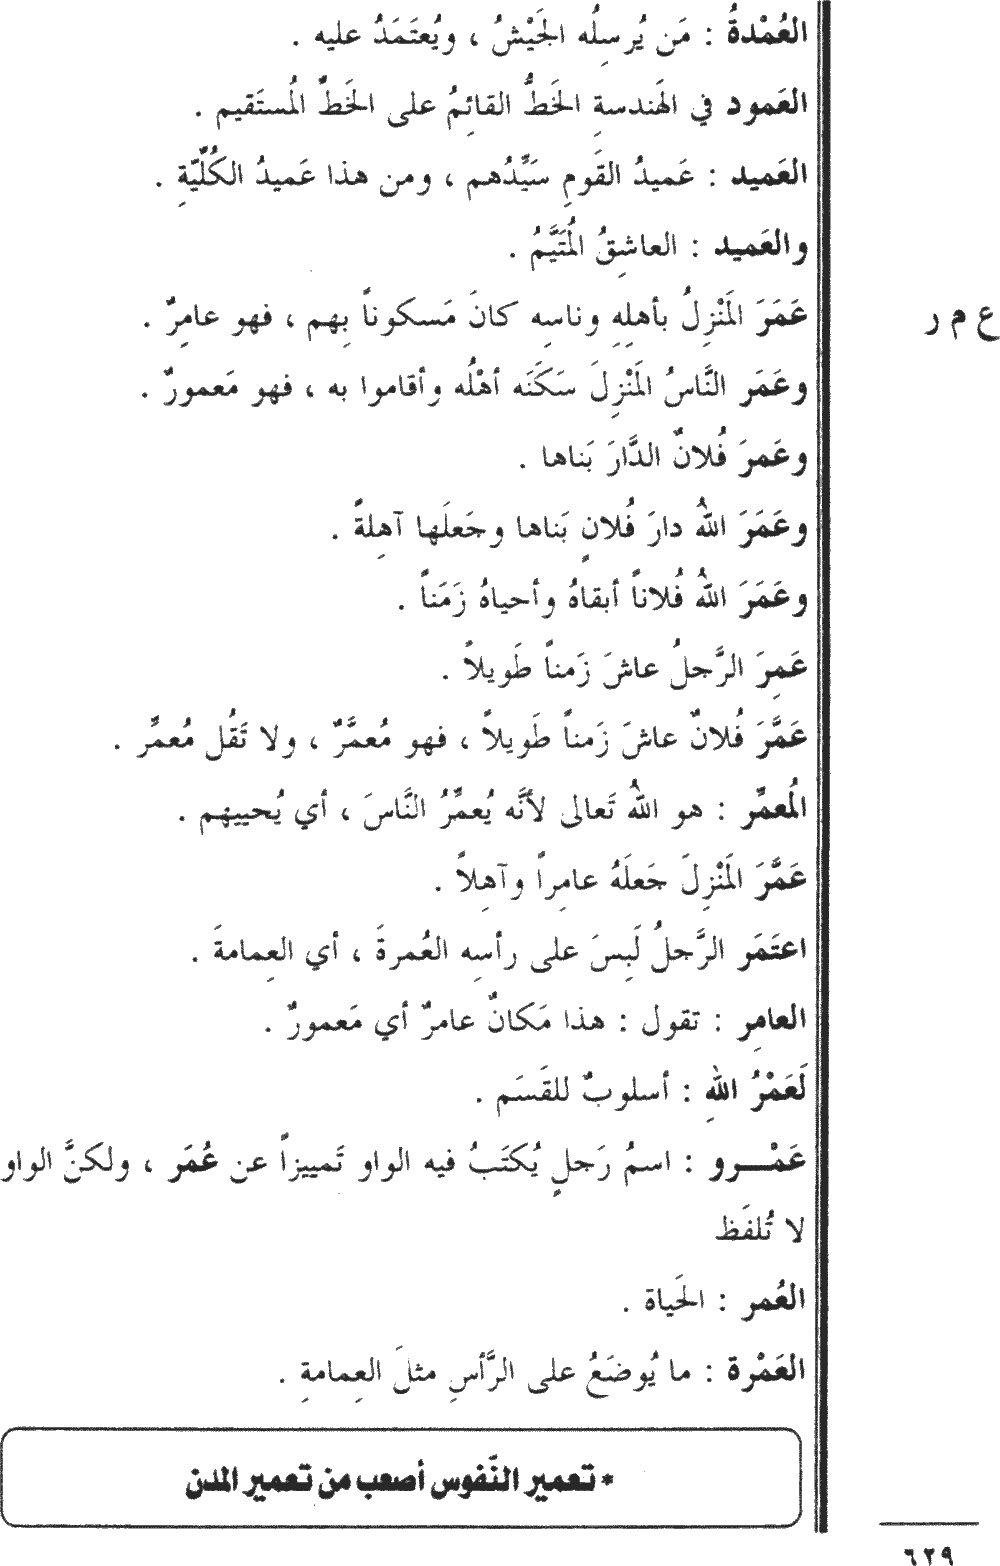 العُمْدةُ : مَن يُرسِلُه الجَيْشُ ، ويُعتَمَدُ عليه .
العَمود في الهَندسةِ الخَطُّ القائِمُ على الخَطِّ المُستَقيم .
العَميد : عَميدُ القَومِ سَيِّدُهم ، ومن هذا عَميدُ الكُلِّيّةِ .
والعَميد : العاشِقُ المُتَيَّمُ .
ع م ر
عَمَرَ المَنْزِلُ بأهلِهِ وناسِه كانَ مَسكوناً بِهم ، فهو عامِرٌ .
وعَمَر النَّاسُ المَنْزِلَ سَكَنَه أهْلُه وأقاموا به ، فهو مَعمورٌ .
وعَمرَ فُلانٌ الدَّارَ بَناها .
وعَمَرَ اللهُ دارَ فُلانٍ بَناها وجَعلَها آهِلةً .
وعَمَرَ اللهُ فُلاناً أبقاهُ وأحياهُ زَمَناً .
عَمِرَ الرَّجلُ عاشَ زَمناً طَويلاً .
عَمَّرَ فُلانٌ عاشَ زَمناً طَويلاً ، فهو مُعمَّرٌ ، ولا تَقُل مُعمِّر .
المُعمِّر : هو اللهُ تَعالى لأنَّه يُعمِّرُ النَّاسَ ، أي يُحييهم .
عَمَّرَ المَنْزِلَ جَعلَهُ عامِراً وآهِلاً .
اعتَمَر الرَّجلُ لَبِسَ على رأسِه العُمرةَ ، أي العِمامةَ .
العامِر : تقول : هذا مَكانٌ عامرٌ أي مَعمورٌ .
لَعَمْرُ اللهِ : أسلوبٌ للقَسَم .
عَمْـــرو : اسمُ رَجلٍ يُكتَبُ فيه الواو تَمييزاً عن عُمَر ، ولكنَّ الواو
لا تُلفَظ
العُمر : الحَياة .
العَمْرة : ما يُوضَعُ على الرَّأسِ مثلَ العِمامةِ .
* تعمير النّفوس أصعب من تعمير المدن
٦٢٩